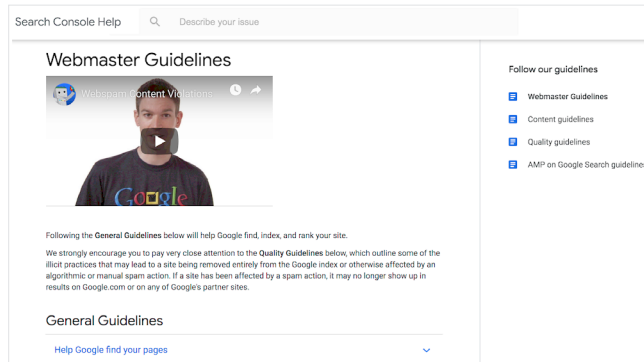 Search Console Help
Describe your issue
Webmaster Guidelines
Webspam Content Violations
Google
Following the General Guidelines below will help Google find, index, and rank your site.
We strongly encourage you to pay very close attention to the Quality Guidelines below, which outline some of the
illicit practices that may lead to a site being removed entirely from the Google index or otherwise affected by an
algorithmic or manual spam action. If a site has been affected by a spam action, it may no longer show up in
results on Google.com or on any of Google's partner sites.
General Guidelines
Help Google find your pages
Follow our guidelines
Webmaster Guidelines
Content guidelines
Quality guidelines
AMP on Google Search guidelines